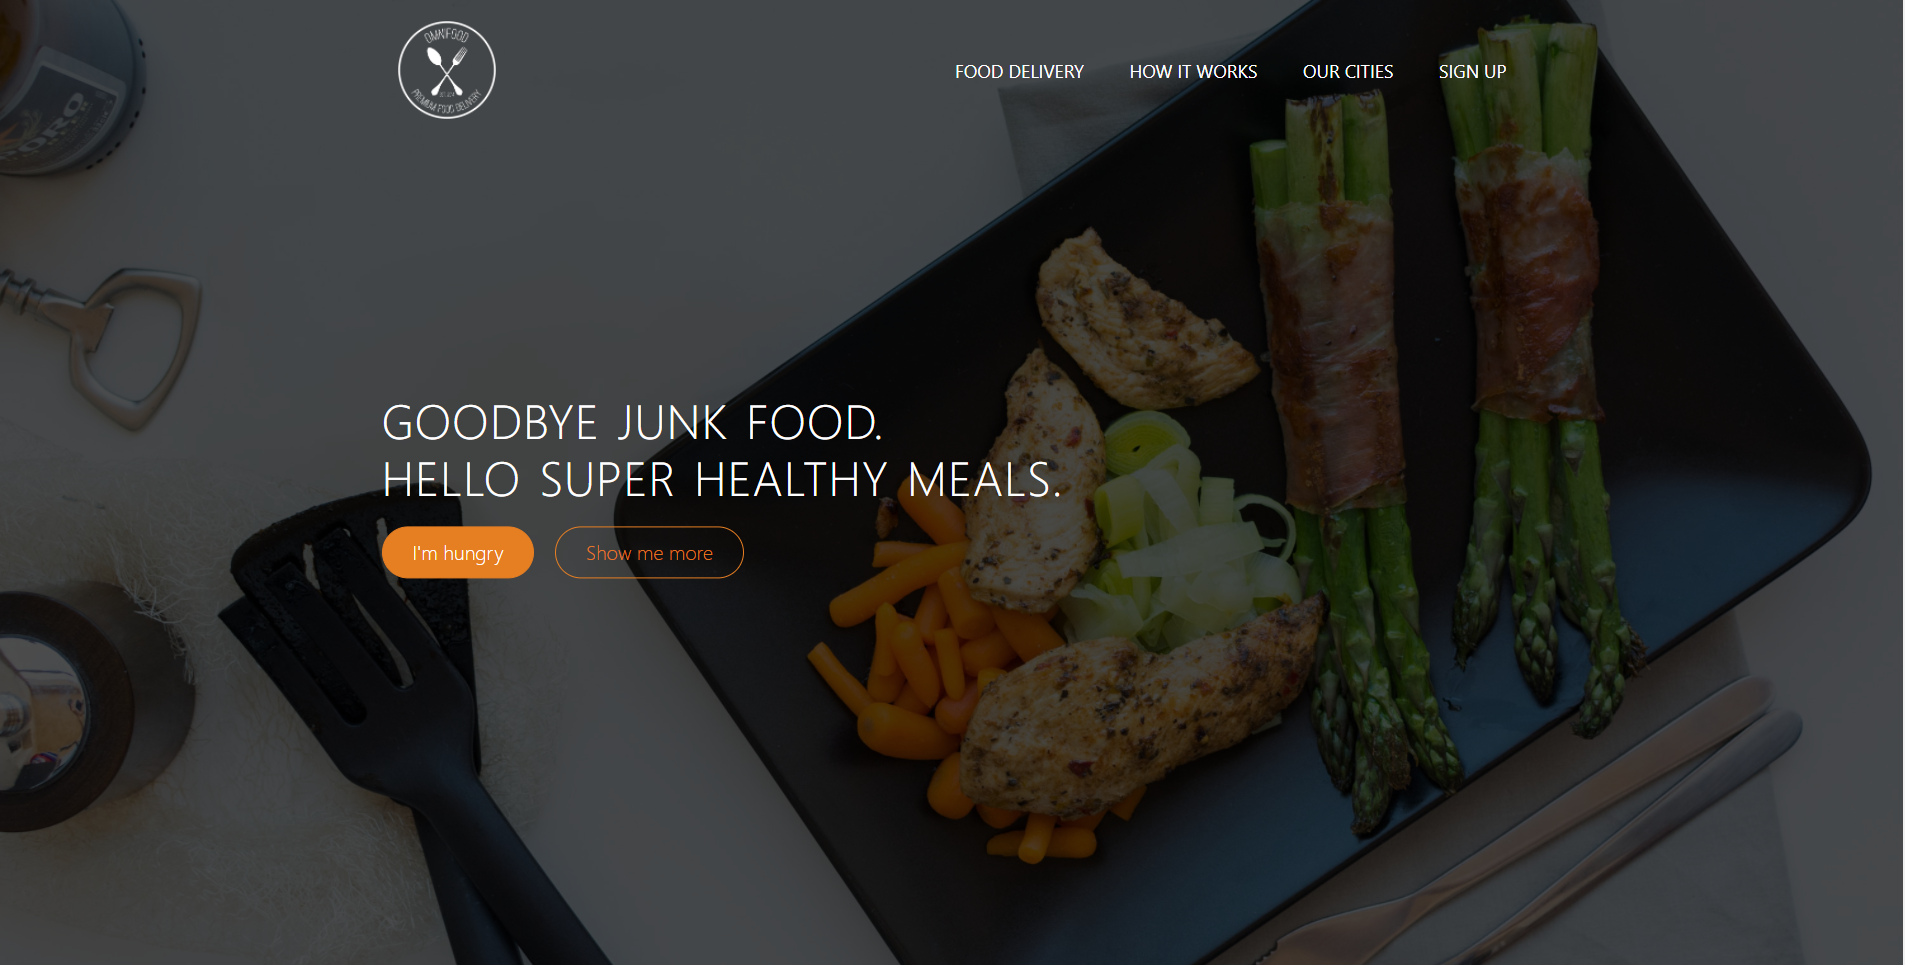 OMNIFOOD
PREMIUM FOOD DELIVERY
FOOD DELIVERY
HOW IT WORKS
OUR CITIES
SIGN UP
GOODBYE JUNK FOOD.
HELLO SUPER HEALTHY MEALS.
I'm hungry
Show me more